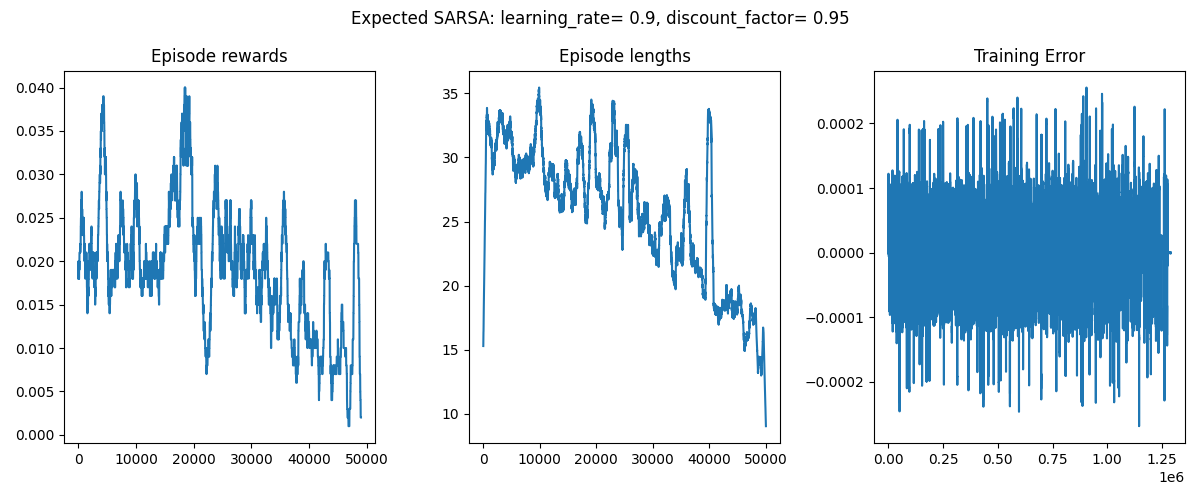 Expected SARSA: learning_rate= 0.9, discount_factor= 0.95
Episode rewards
0.040
0.035
0.030
0.025
0.020
0.015
0.010
0.005
0.000
0 10000 20000 30000 40000 50000
Episode lengths
35
30
25
20
15
10
0 10000 20000 30000 40000 50000
Training Error
0.0002
0.0001
0.0000
−0.0001
−0.0002
0.00 0.25 0.50 0.75 1.00 1.25
1e6